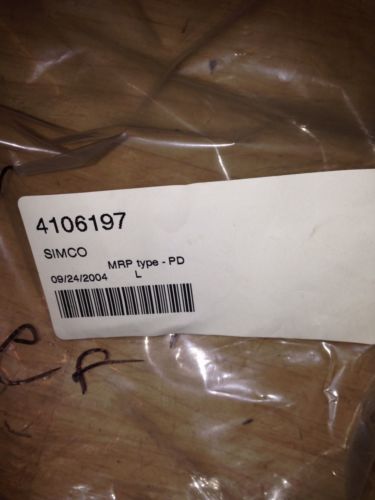 4106197
SIMCO
MRP type - PD
09/24/2004 L